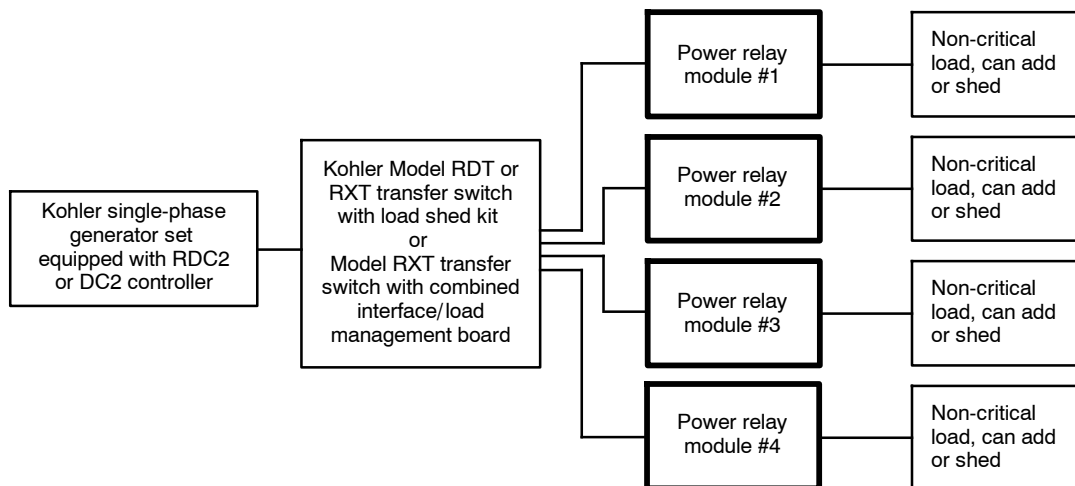 Kohler single-phase
generator set
equipped with RDC2
or DC2 controller
Kohler Model RDT or
RXT transfer switch
with load shed kit
or
Model RXT transfer
switch with combined
interface/load
management board
Power relay
module #1
Non-critical
load, can add
or shed
Power relay
module #2
Non-critical
load, can add
or shed
Power relay
module #3
Non-critical
load, can add
or shed
Power relay
module #4
Non-critical
load, can add
or shed